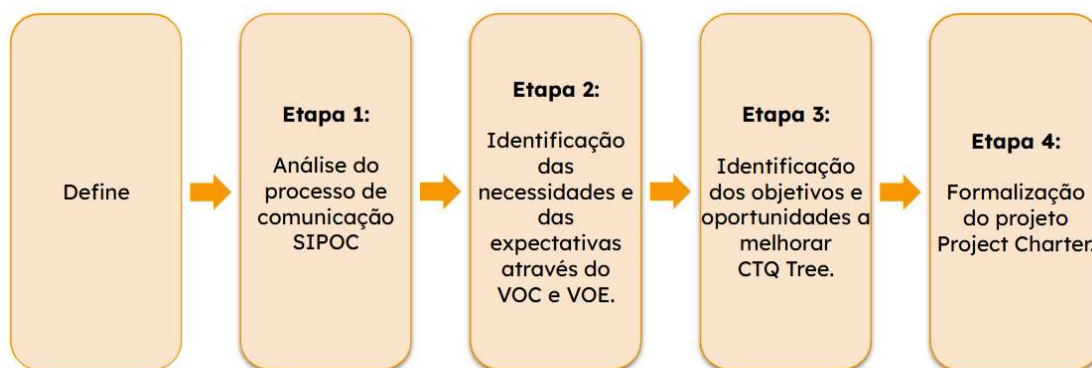 Define
Etapa 1:
Análise do
processo de
comunicação
SIPOC
Etapa 2:
Identificação
das
necessidades e
das
expectativas
através do
VOC e VOE.
Etapa 3:
Identificação
dos objetivos e
oportunidades a
melhorar
CTQ Tree.
Etapa 4:
Formalização
do projeto
Project Charter.